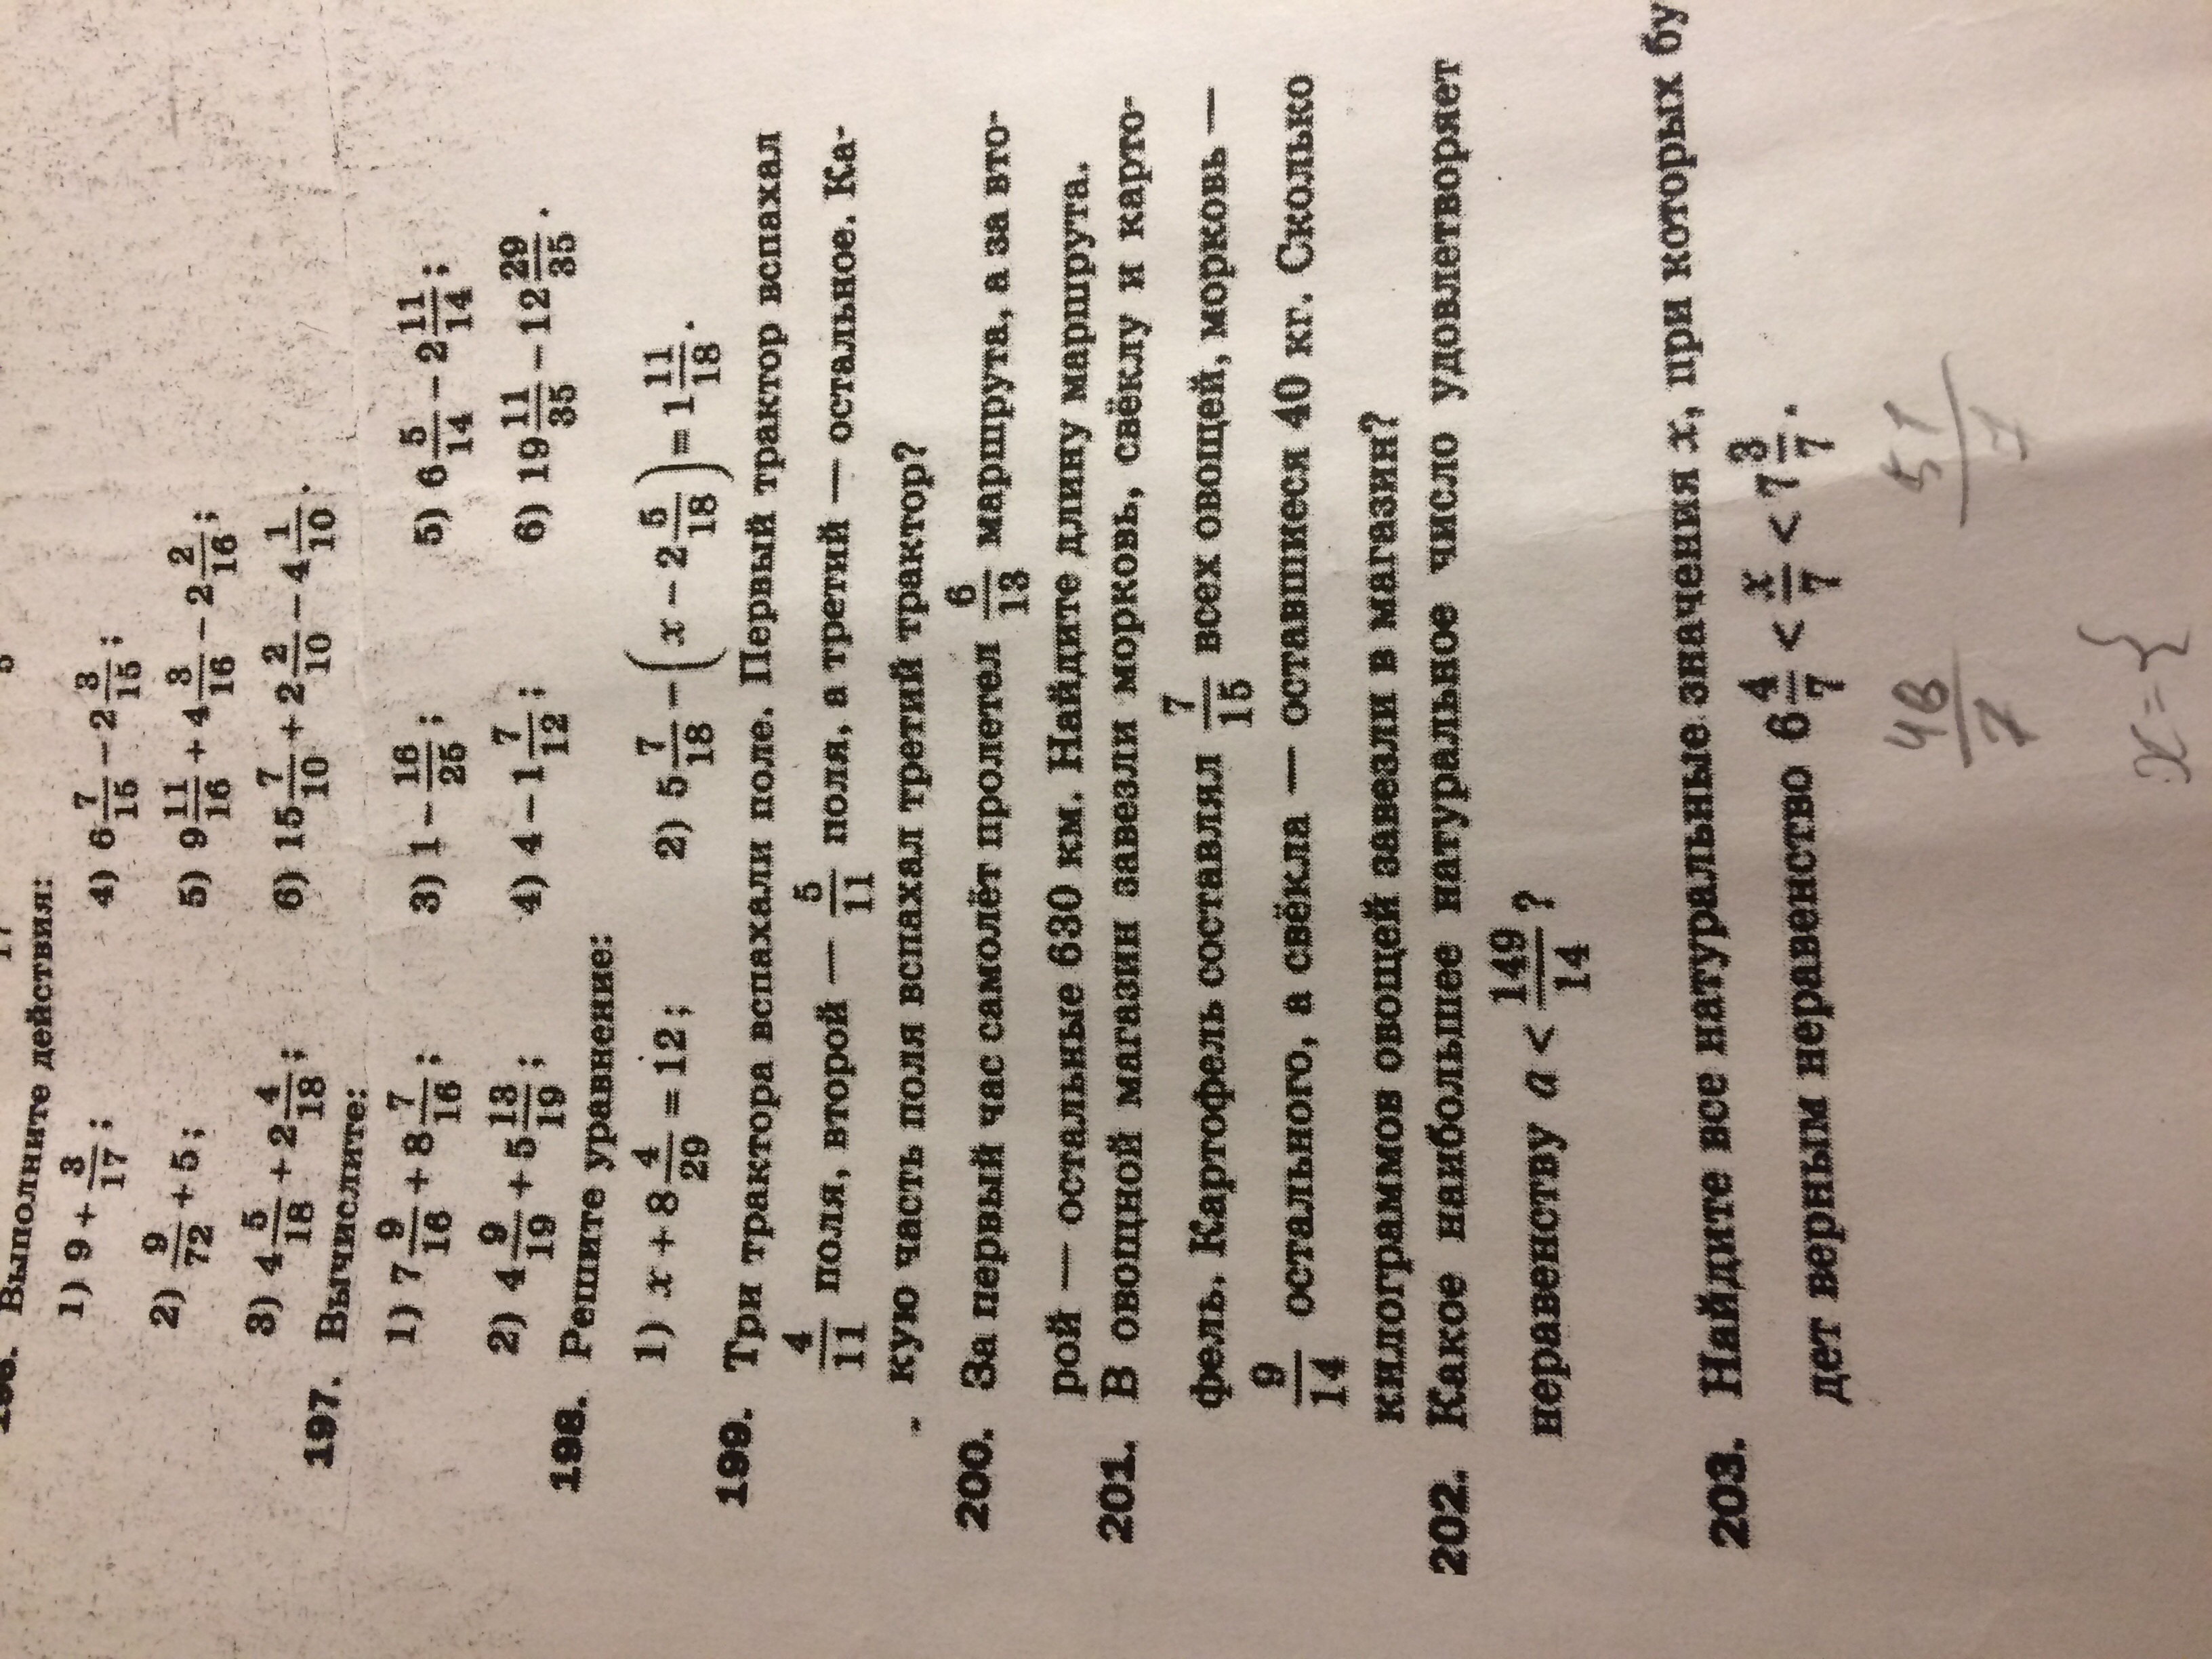 Выполните действия:
1) 9 + 3/17; 4) 6 7/15 − 2 3/15;
2) 9/72 + 5; 5) 9 11/16 + 4 3/16 − 2 2/16;
3) 4 5/18 + 2 4/18; 6) 15 7/10 + 2 2/10 − 4 1/10.
197. Вычислите:
1) 7 9/16 + 8 7/16; 3) 1 − 16/25; 5) 6 5/14 − 2 11/14;
2) 4 9/19 + 5 13/19; 4) 4 − 1 7/12; 6) 19 11/35 − 12 29/35.
198. Решите уравнение:
1) x + 8 4/29 = 12; 2) 5 7/18 − (x − 2 5/18) = 1 11/18.
199. Три трактора вспахали поле. Первый трактор вспахал
4/11 поля, второй — 5/11 поля, а третий — остальное. Ка-
кую часть поля вспахал третий трактор?
200. За первый час самолёт пролетел 6/13 маршрута, а за вто-
рой — остальные 630 км. Найдите длину маршрута.
201. В овощной магазин завезли морковь, свёклу и карто-
фель. Картофель составлял 7/15 всех овощей, морковь —
9/14 остального, а свёкла — оставшиеся 40 кг. Сколько
килограммов овощей завезли в магазин?
202. Какое наибольшее натуральное число удовлетворяет
неравенству a < 149/14 ?
203. Найдите все натуральные значения x, при которых бу
дет верным неравенство 6 4/7 < x/7 < 7 3/7.
46/7 51/7
x = {